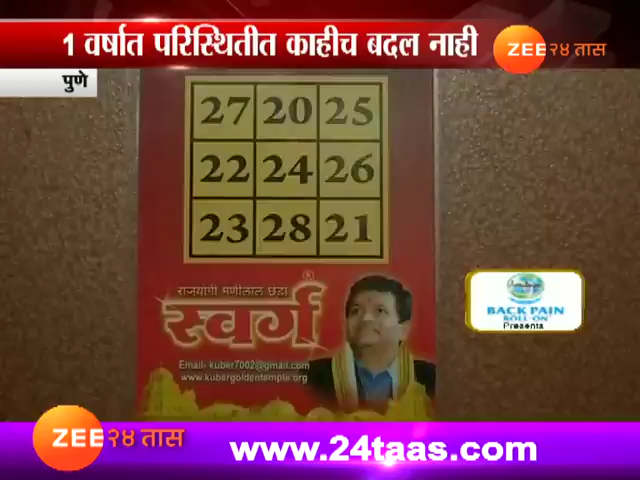 1 वर्षात परिस्थितीत काहीच बदल नाही
ZEE २४ तास
पुणे
27 20 25
22 24 26
23 28 21
राजयोगी मणीलाल छडा
®
स्वर्ग
Email- kuber7002@gmail.com
www.kubergoldentemple.org
BACK PAIN
ROLL-ON
Presents
ZEE २४ तास
www.24taas.com